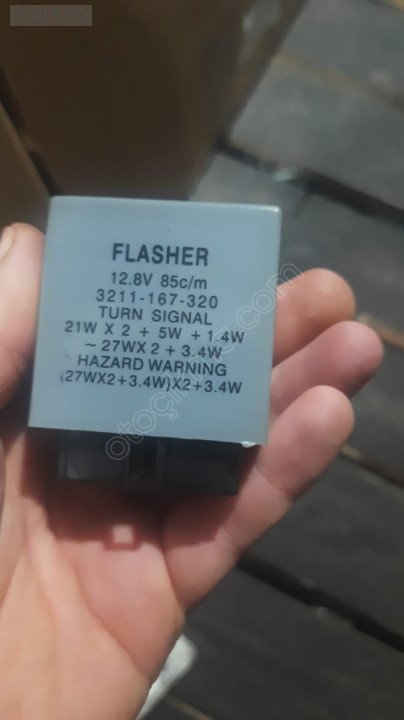 FLASHER
12.8V 85c/m
3211-167-320
TURN SIGNAL
21W X 2 + 5W + 1.4W
~ 27WX 2 + 3.4W
HAZARD WARNING
(27WX2+3.4W)X2+3.4W